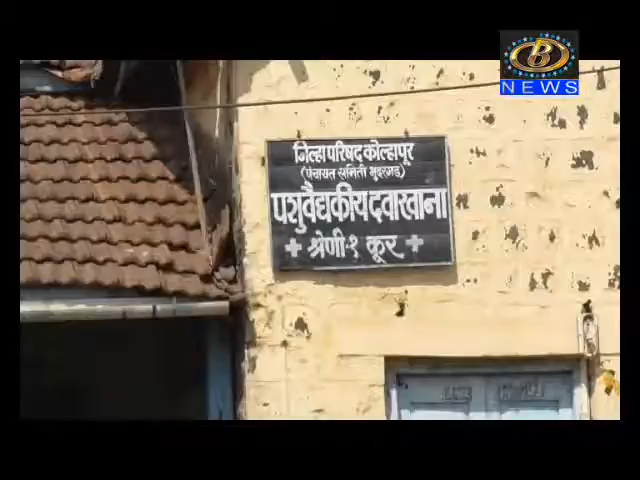 B
NEWS
जिल्हा परिषद कोल्हापूर
(पंचायत समिती भुदरगड)
पशुवैद्यकीय दवाखाना
श्रेणी-१ कूर